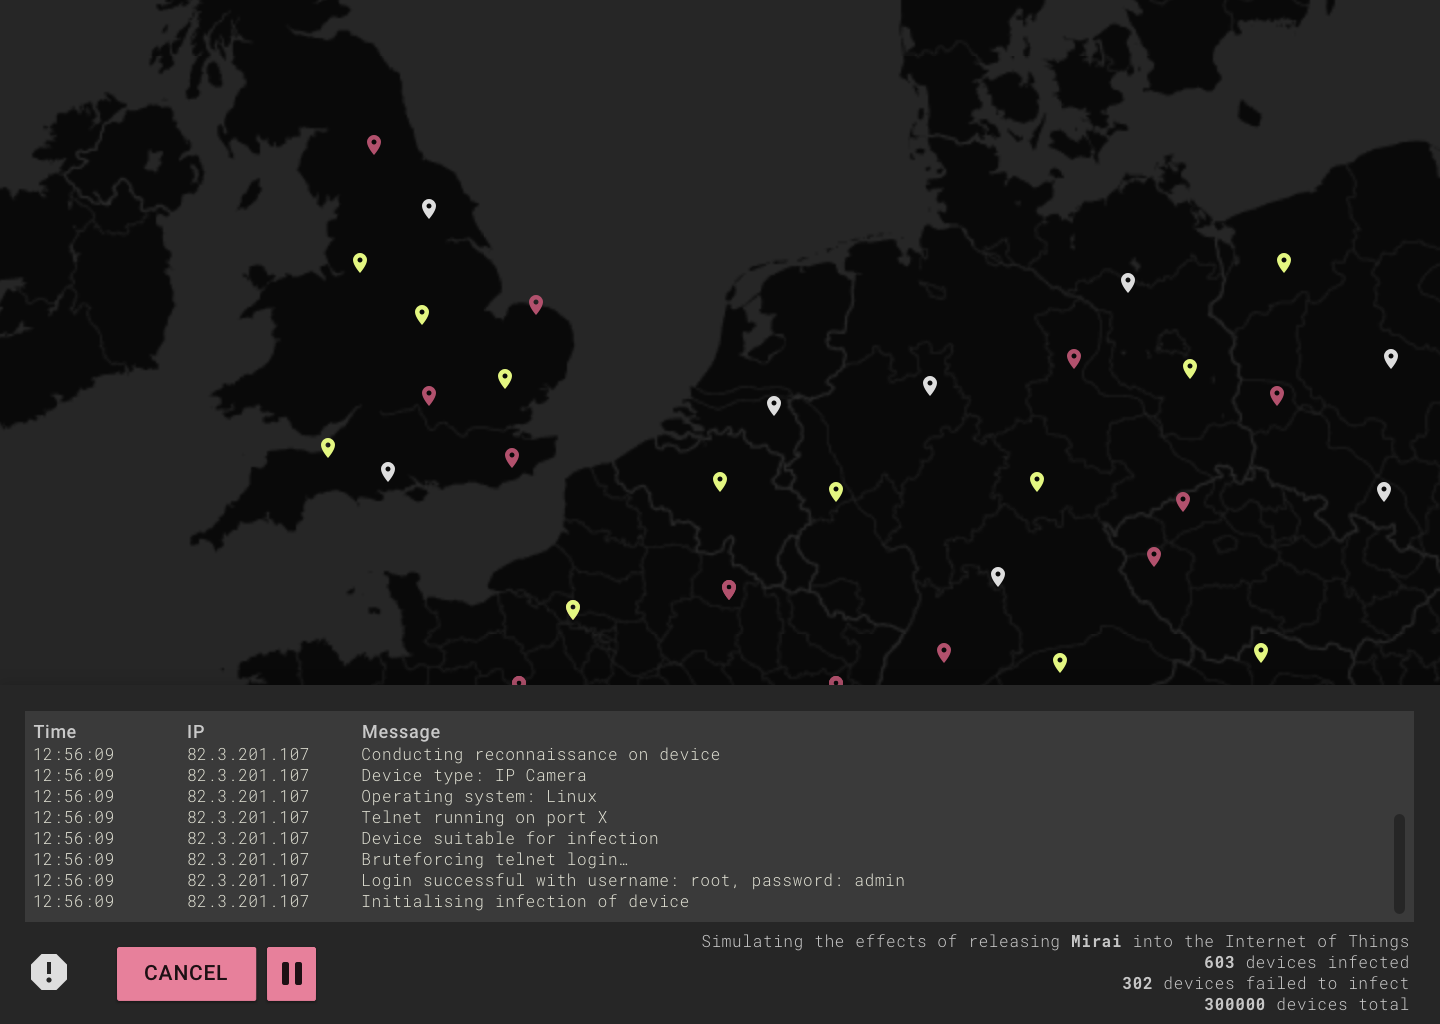 Time IP Message
12:56:09 82.3.201.107 Conducting reconnaissance on device
12:56:09 82.3.201.107 Device type: IP Camera
12:56:09 82.3.201.107 Operating system: Linux
12:56:09 82.3.201.107 Telnet running on port X
12:56:09 82.3.201.107 Device suitable for infection
12:56:09 82.3.201.107 Bruteforcing telnet login…
12:56:09 82.3.201.107 Login successful with username: root, password: admin
12:56:09 82.3.201.107 Initialising infection of device
Simulating the effects of releasing Mirai into the Internet of Things
603 devices infected
302 devices failed to infect
300000 devices total
CANCEL